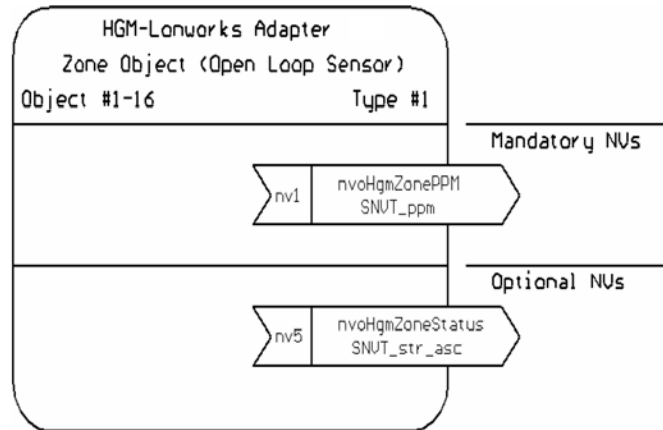 HGM-Lonworks Adapter
Zone Object (Open Loop Sensor)
Object #1-16 Type #1
Mandatory NVs
nv1
nvoHgmZonePPM
SNVT_ppm
Optional NVs
nv5
nvoHgmZoneStatus
SNVT_str_asc